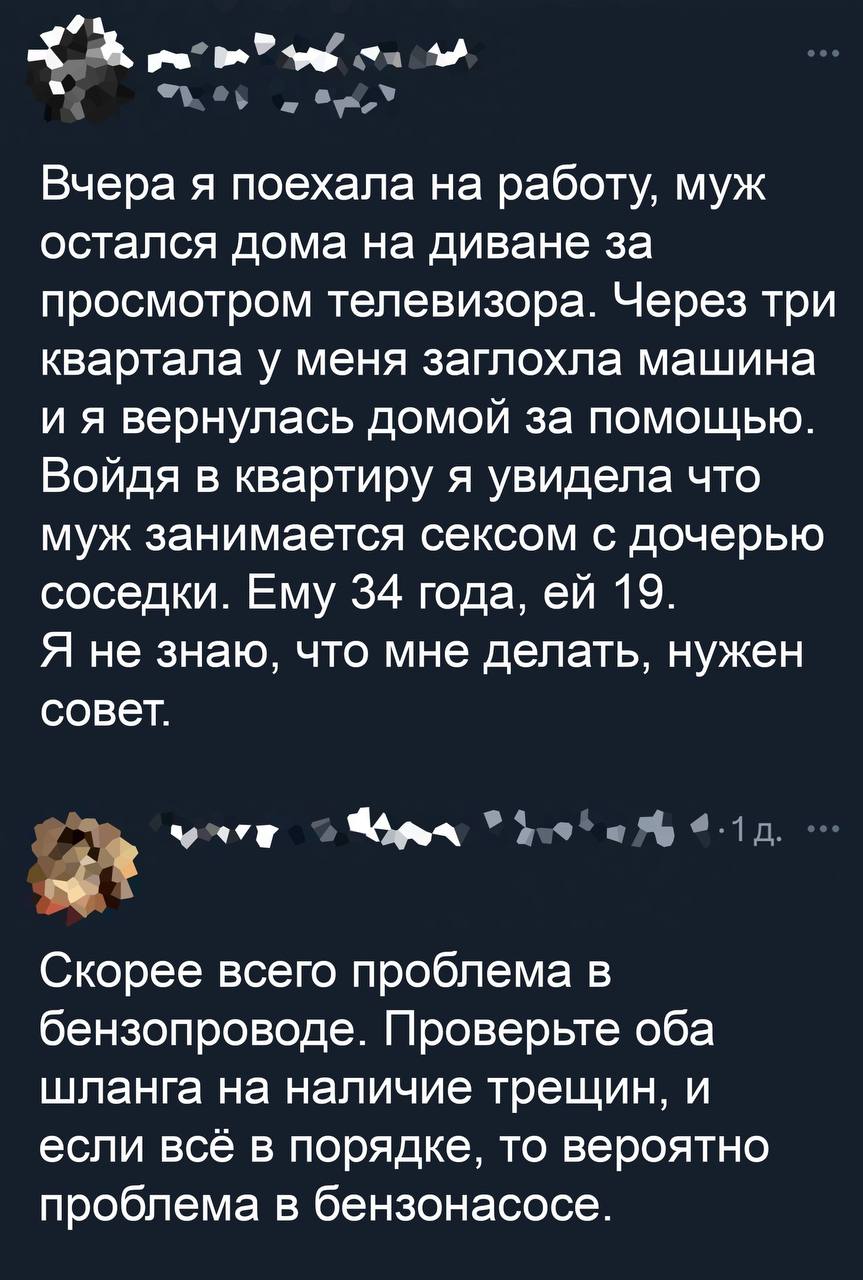 Вчера я поехала на работу, муж
остался дома на диване за
просмотром телевизора. Через три
квартала у меня заглохла машина
и я вернулась домой за помощью.
Войдя в квартиру я увидела что
муж занимается сексом с дочерью
соседки. Ему 34 года, ей 19.
Я не знаю, что мне делать, нужен
совет.
· 1 д.
Скорее всего проблема в
бензопроводе. Проверьте оба
шланга на наличие трещин, и
если всё в порядке, то вероятно
проблема в бензонасосе.